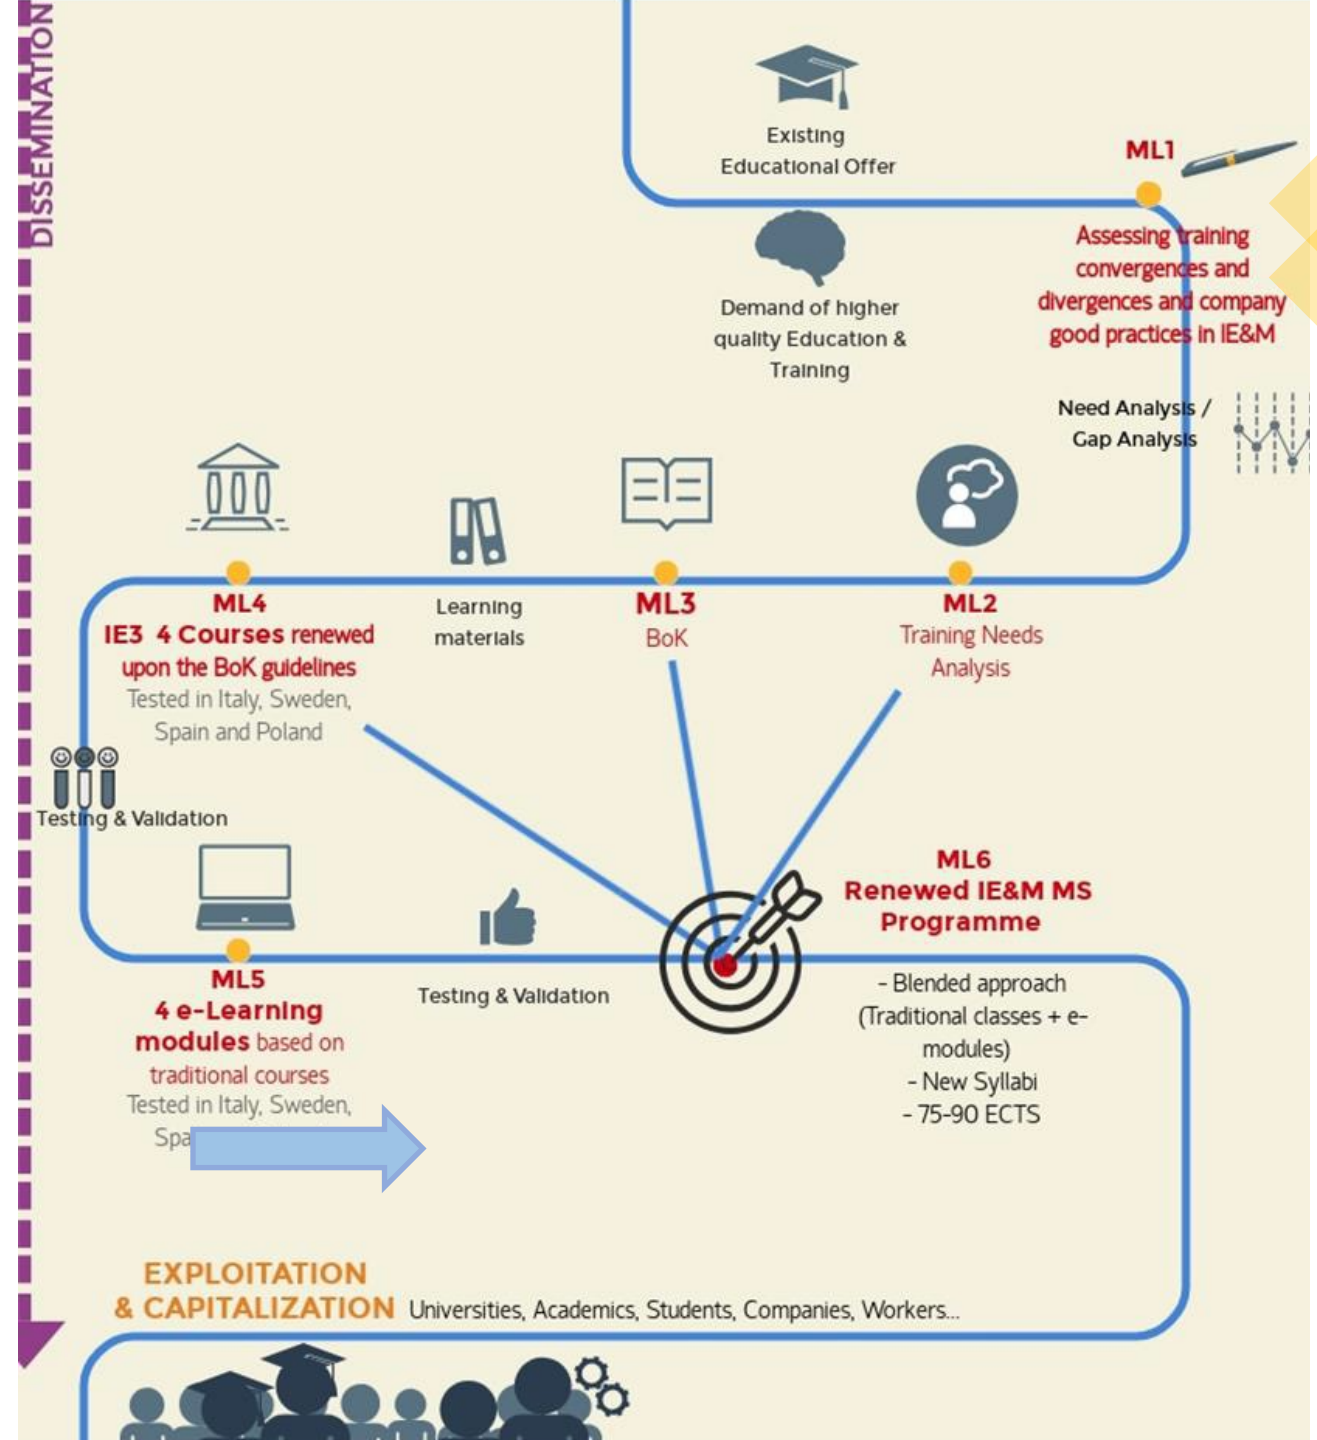 DISSEMINATION
Existing
Educational Offer
ML1
Assessing training
convergences and
divergences and company
good practices in IE&M
Demand of higher
quality Education &
Training
Need Analysis /
Gap Analysis
ML4
IE3 4 Courses renewed
upon the BoK guidelines
Tested in Italy, Sweden,
Spain and Poland
Learning
materials
ML3
BoK
ML2
Training Needs
Analysis
Testing & Validation
ML6
Renewed IE&M MS
Programme
- Blended approach
(Traditional classes + e-
modules)
- New Syllabi
- 75-90 ECTS
ML5
4 e-Learning
modules based on
traditional courses
Tested in Italy, Sweden,
Testing & Validation
EXPLOITATION
& CAPITALIZATION Universities, Academics, Students, Companies, Workers...